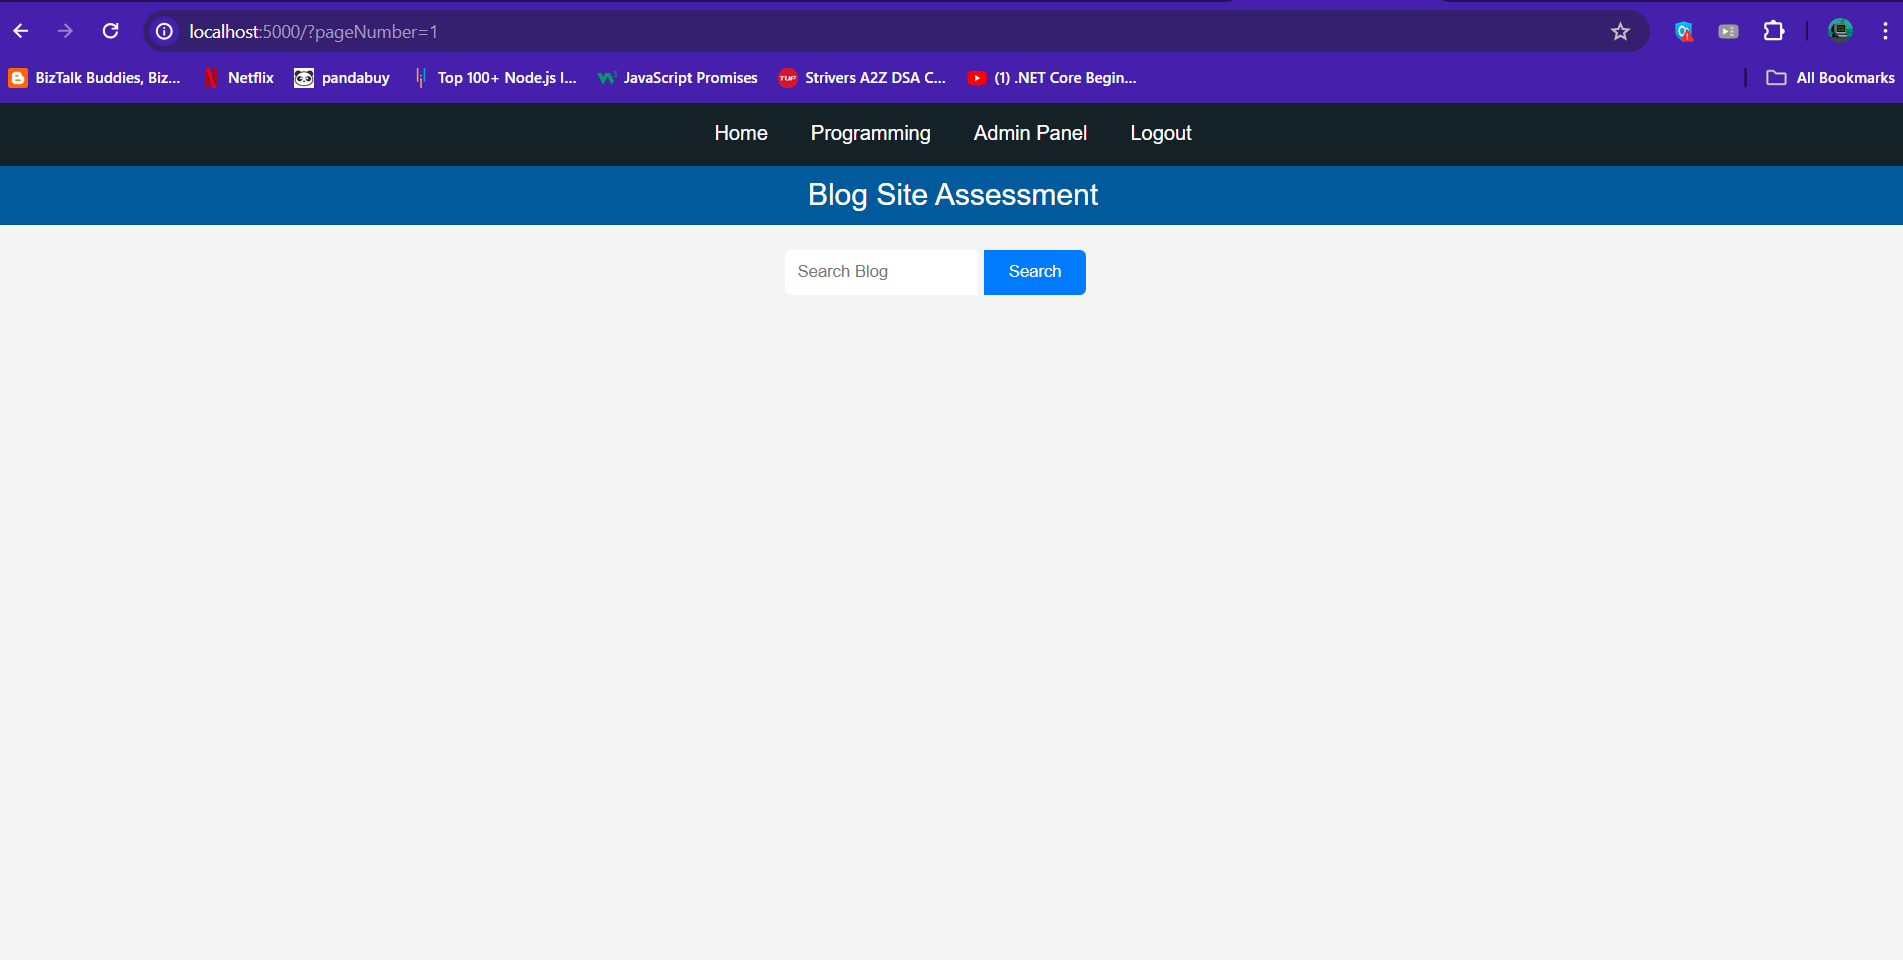 localhost:5000/?pageNumber=1
BizTalk Buddies, Biz... Netflix pandabuy Top 100+ Node.js I... JavaScript Promises TUF Strivers A2Z DSA C... (1) .NET Core Begin... All Bookmarks
Home Programming Admin Panel Logout
Blog Site Assessment
Search Blog Search